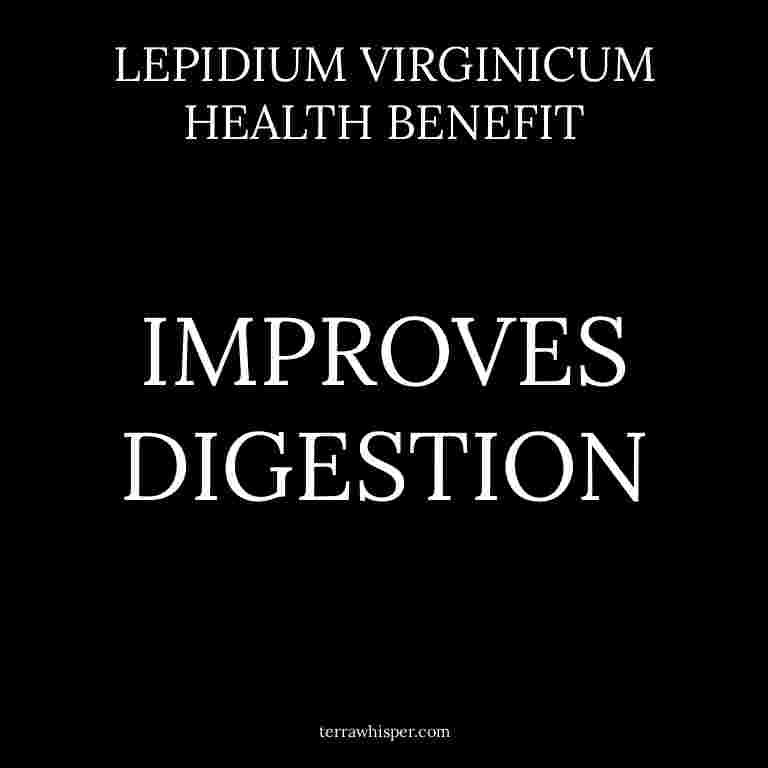 LEPIDIUM VIRGINICUM
HEALTH BENEFIT
IMPROVES
DIGESTION
terrawhisper.com